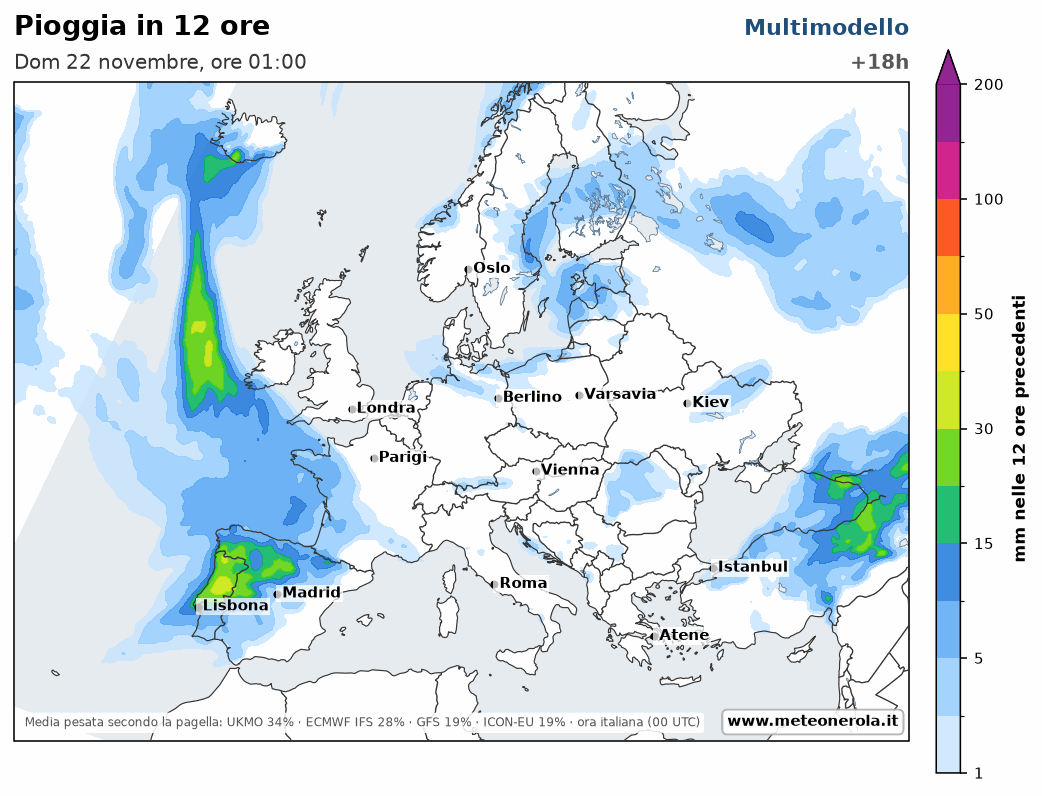 Pioggia in 12 ore
Multimodello
Dom 22 novembre, ore 01:00
+18h
200
100
50
30
15
5
1
mm nelle 12 ore precedenti
Oslo
Berlino
Varsavia
Kiev
Londra
Parigi
Vienna
Istanbul
Roma
Madrid
Lisbona
Atene
Media pesata secondo la pagella: UKMO 34% · ECMWF IFS 28% · GFS 19% · ICON-EU 19% · ora italiana (00 UTC)
www.meteonerola.it